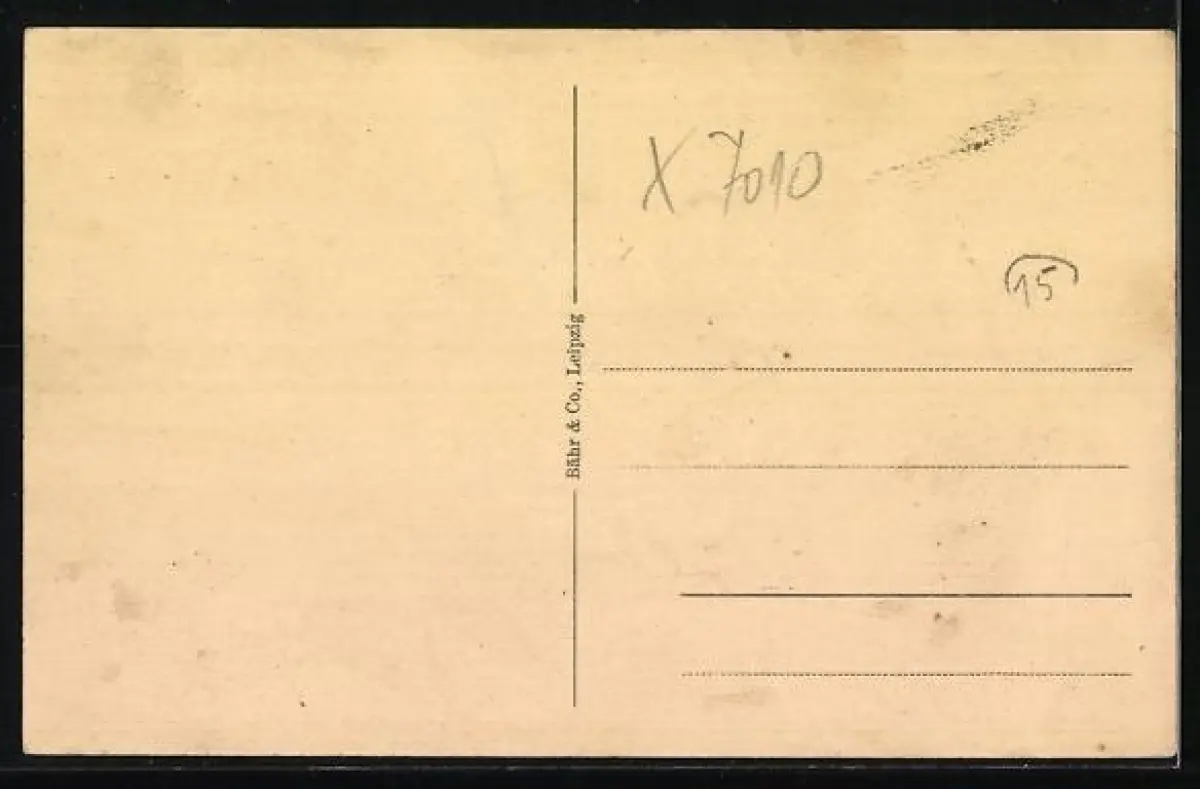 Bähr & Co., Leipzig
X 7010
15